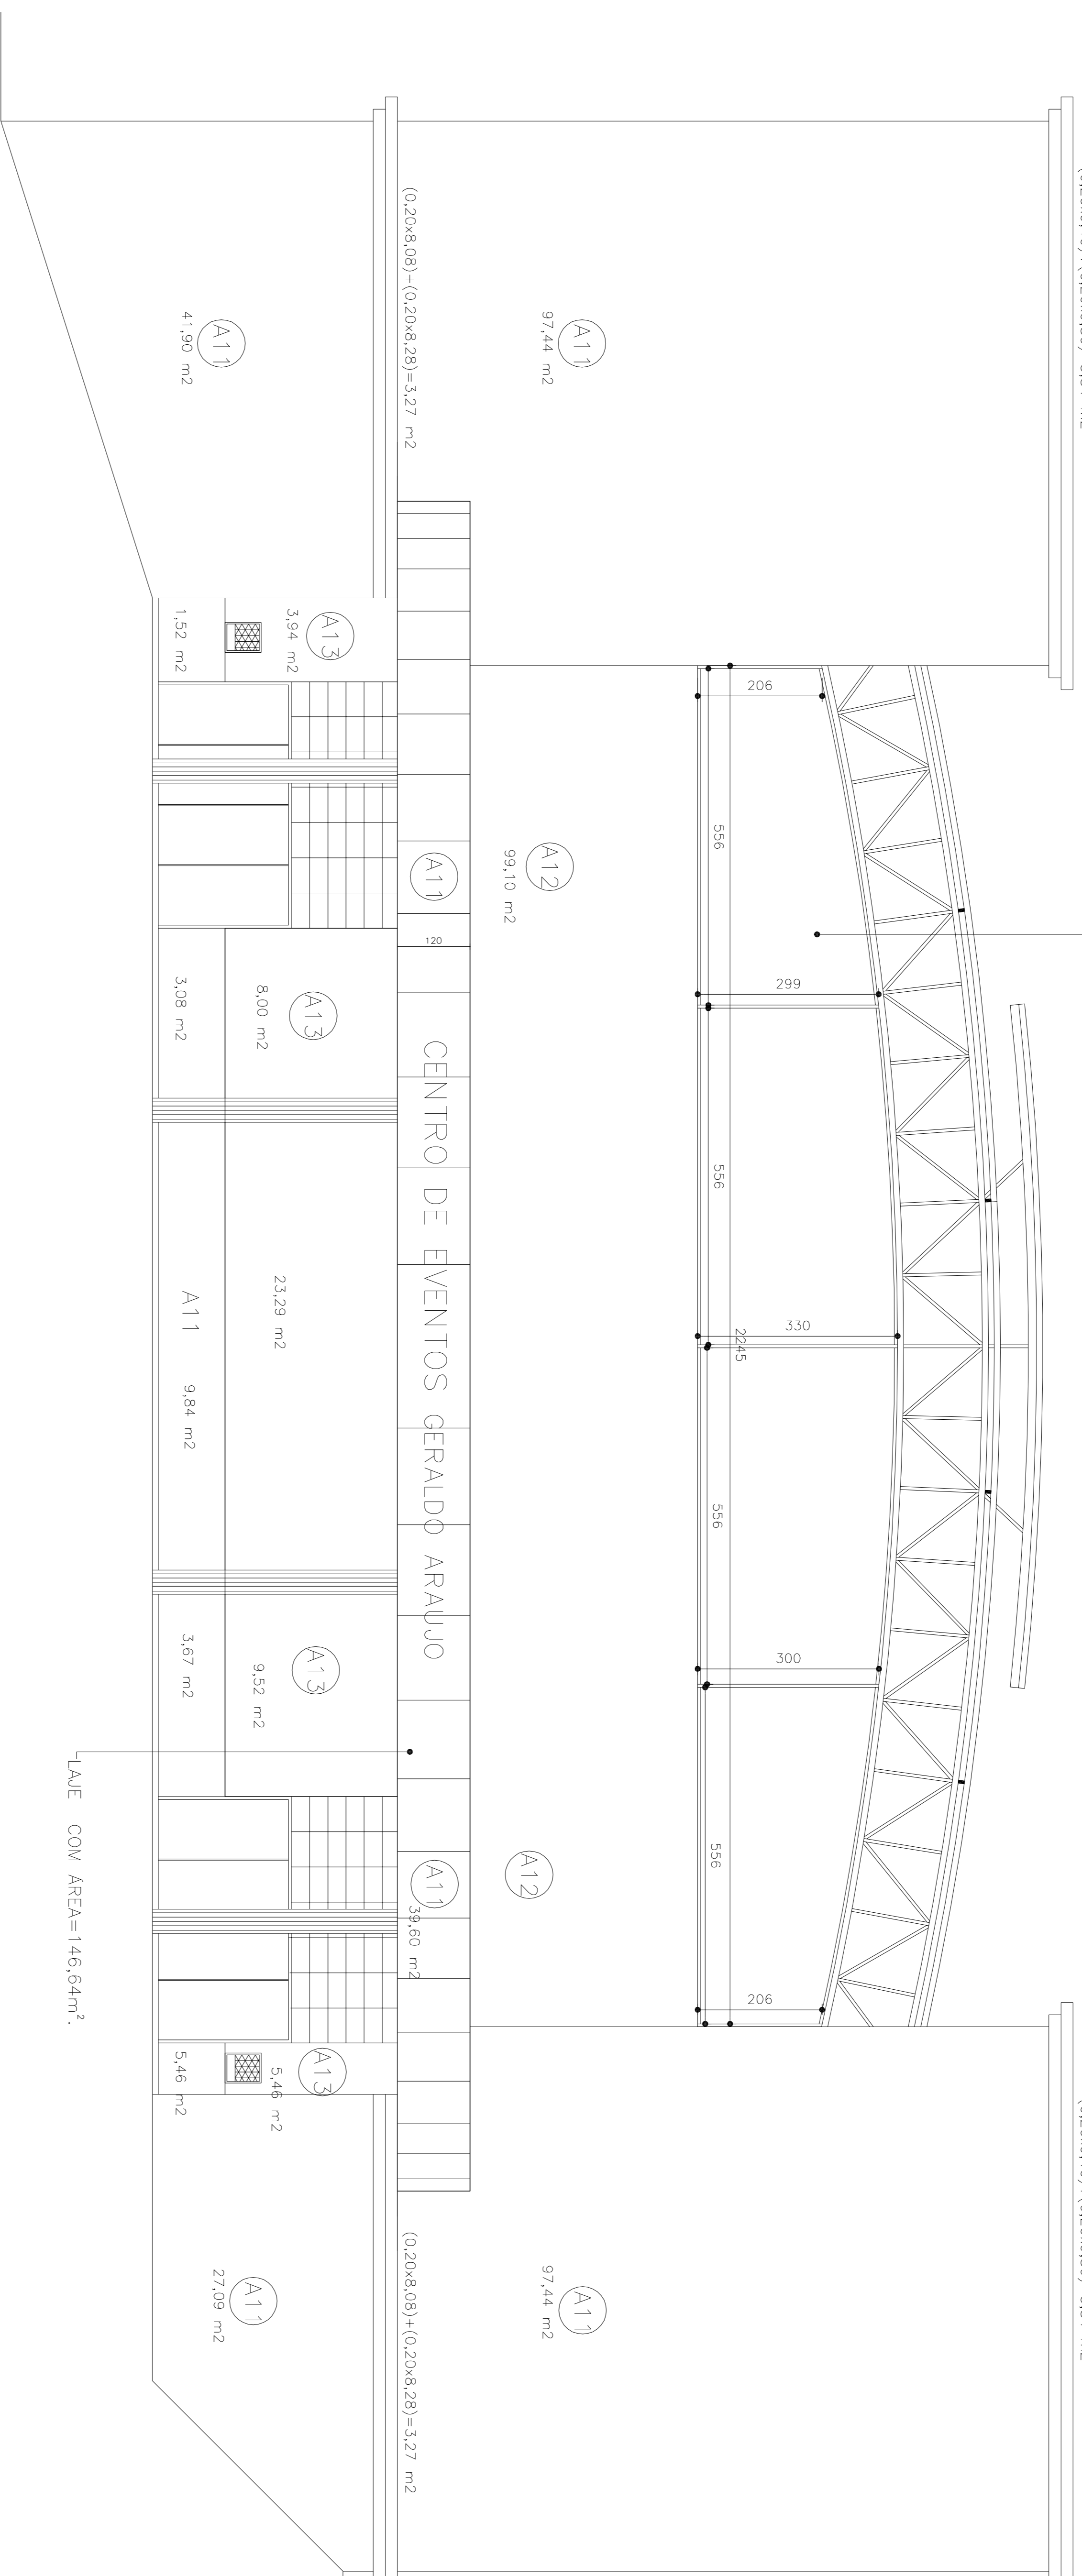 (0,20x8,08)+(0,20x8,28)=3,27 m2
A11
97,44 m2
A11
41,90 m2
A13
3,94 m2
1,52 m2
206
556
299
556
330
2245
556
300
556
206
A12
99,10 m2
A12
A11
120
CENTRO DE EVENTOS GERALDO ARAUJO
A11
39,60 m2
A13
8,00 m2
3,08 m2
23,29 m2
A11
9,84 m2
A13
9,52 m2
3,67 m2
LAJE COM ÁREA=146,64m².
A13
5,46 m2
5,46 m2
A11
97,44 m2
(0,20x8,08)+(0,20x8,28)=3,27 m2
A11
27,09 m2